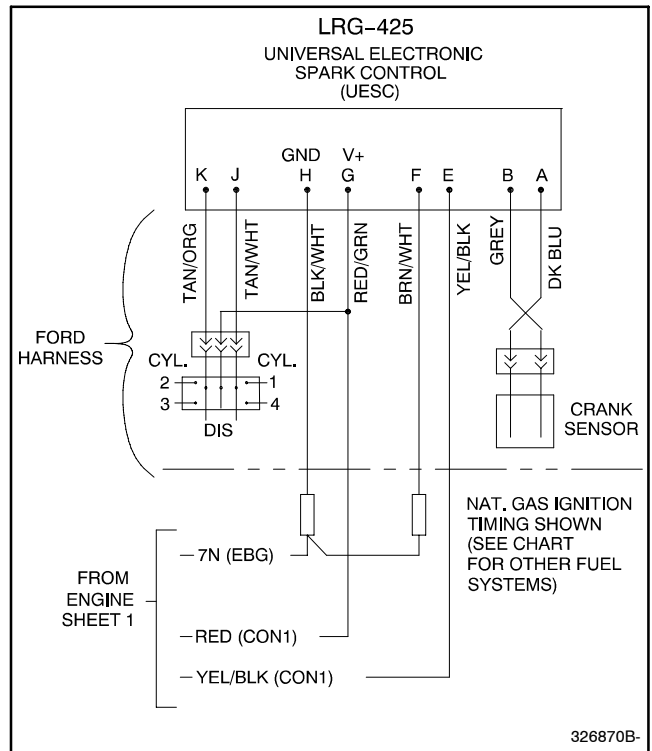 LRG–425
UNIVERSAL ELECTRONIC
SPARK CONTROL
(UESC)
GND V+
K J H G F E B A
TAN/ORG
TAN/WHT
BLK/WHT
RED/GRN
BRN/WHT
YEL/BLK
GREY
DK BLU
FORD
HARNESS
CYL. CYL.
2 1
3 4
DIS
CRANK
SENSOR
NAT. GAS IGNITION
TIMING SHOWN
(SEE CHART
FOR OTHER FUEL
SYSTEMS)
FROM
ENGINE
SHEET 1
7N (EBG)
RED (CON1)
YEL/BLK (CON1)
326870B-